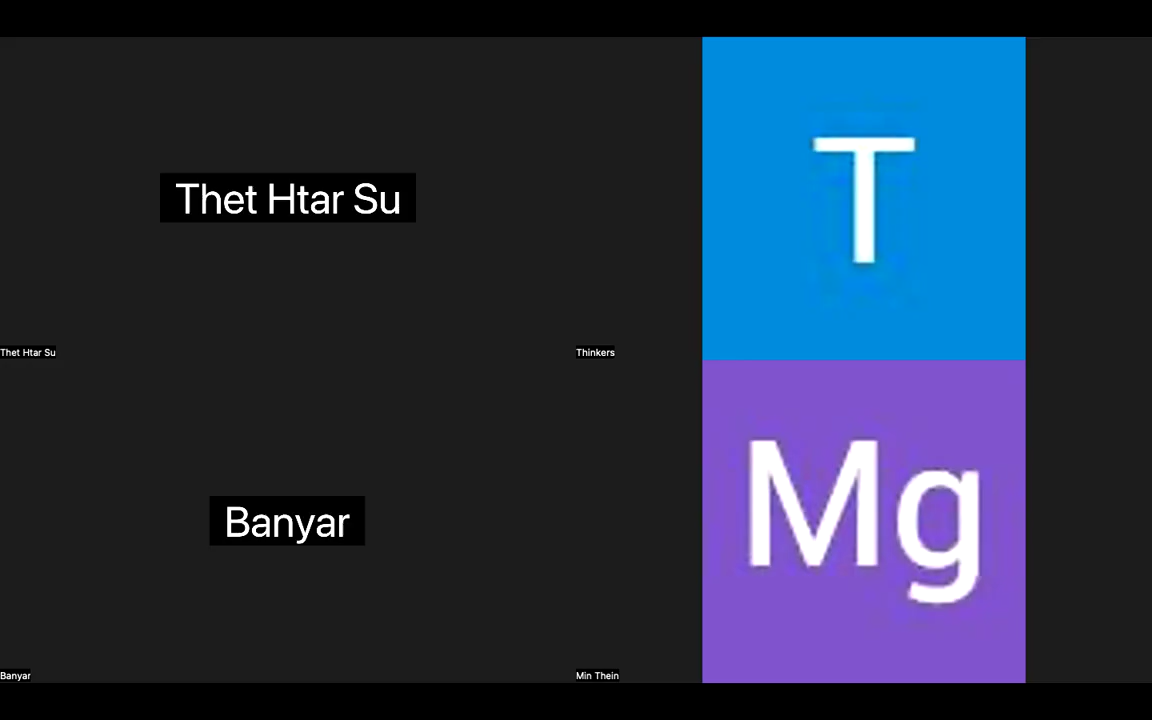 Thet Htar Su
T
Thet Htar Su
Thinkers
Banyar
Mg
Banyar
Min Thein